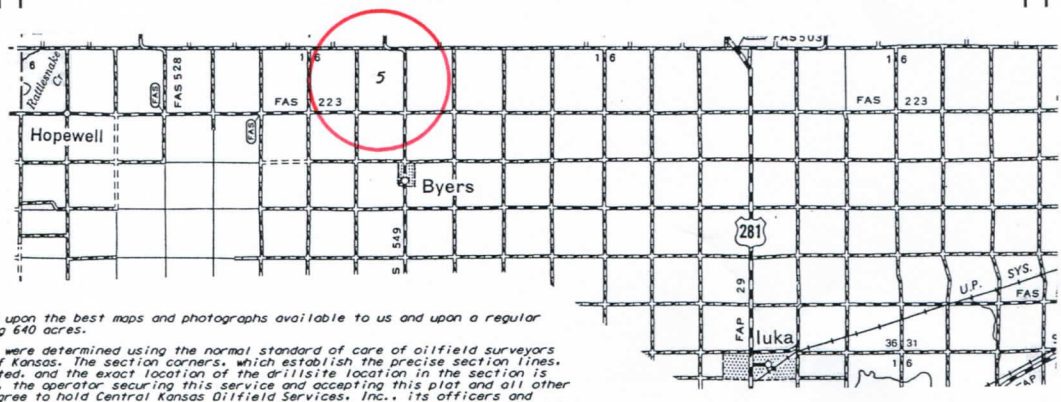 FAS503
6
Rattlesnake
Cr
FAS
FAS 528
1 6
5
1 6
1 6
FAS 223
FAS 223
Hopewell
FAS
Byers
S 549
281
FAP 29
U.P. SYS.
FAS
Iuka
36 31
1 6
FAP
upon the best maps and photographs available to us and upon a regular
g 640 acres.
were determined using the normal standard of care of oilfield surveyors
of Kansas. The section corners, which establish the precise section lines,
ted, and the exact location of the drillsite location in the section is
, the operator securing this service and accepting this plat and all other
gree to hold Central Kansas Oilfield Services, Inc., its officers and